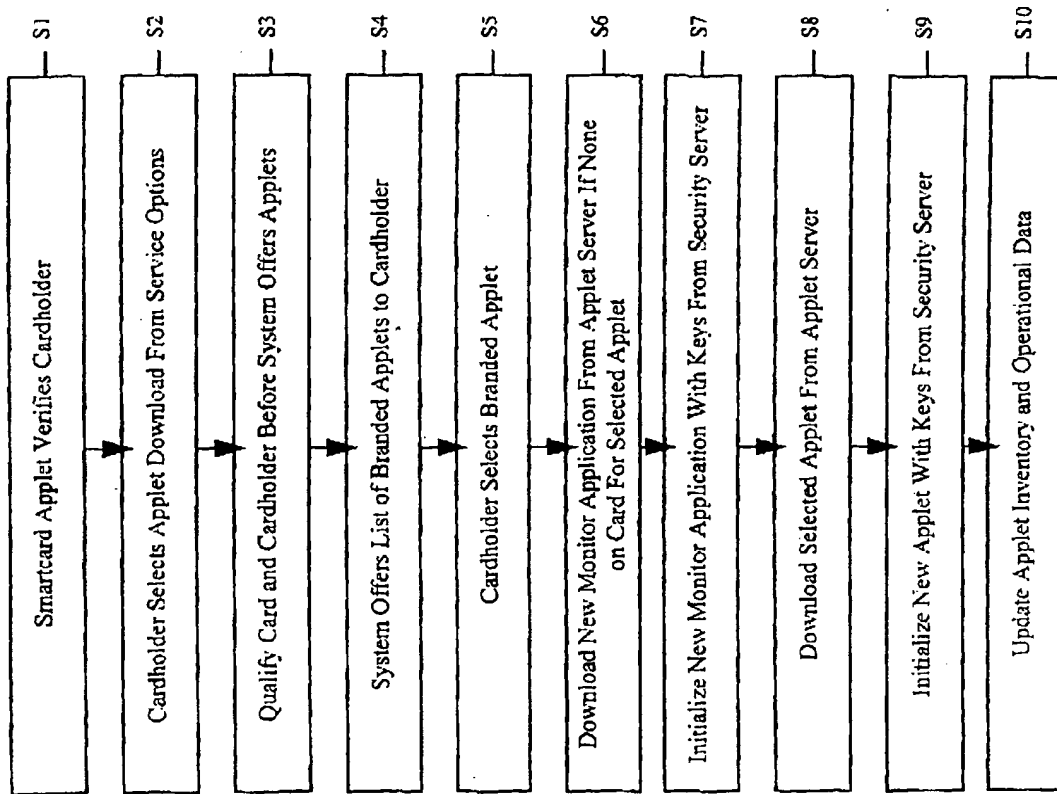 Smartcard Applet Verifies Cardholder
S1
Cardholder Selects Applet Download From Service Options
S2
Qualify Card and Cardholder Before System Offers Applets
S3
System Offers List of Branded Applets to Cardholder
S4
Cardholder Selects Branded Applet
S5
Download New Monitor Application From Applet Server If None
on Card For Selected Applet
S6
Initialize New Monitor Application With Keys From Security Server
S7
Download Selected Applet From Applet Server
S8
Initialize New Applet With Keys From Security Server
S9
Update Applet Inventory and Operational Data
S10